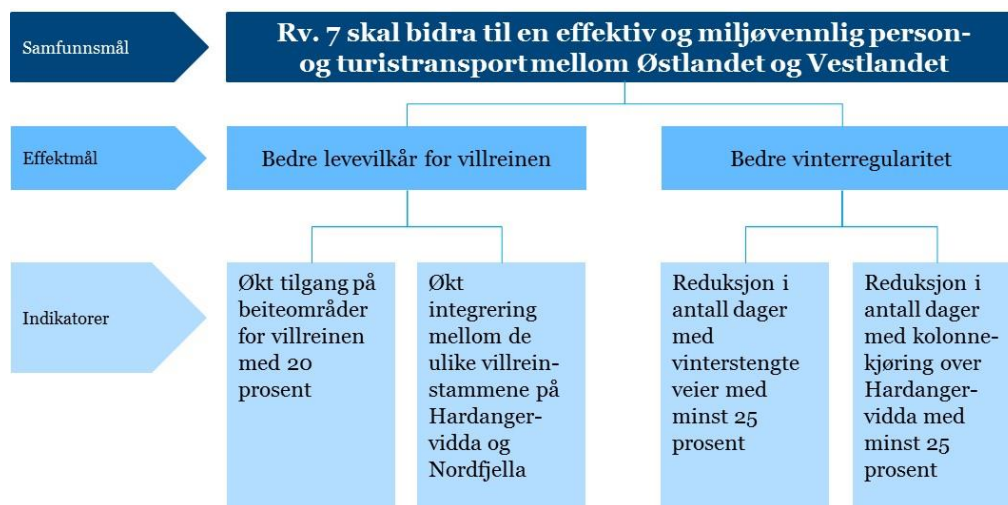 Samfunnsmål
Rv. 7 skal bidra til en effektiv og miljøvennlig person-
og turistransport mellom Østlandet og Vestlandet
Effektmål
Bedre levevilkår for villreinen
Bedre vinterregularitet
Indikatorer
Økt tilgang på
beiteområder
for villreinen
med 20
prosent
Økt
integrering
mellom de
ulike villrein-
stammene på
Hardanger-
vidda og
Nordfjella
Reduksjon i
antall dager
med
vinterstengte
veier med
minst 25
prosent
Reduksjon i
antall dager
med kolonne-
kjøring over
Hardanger-
vidda med
minst 25
prosent